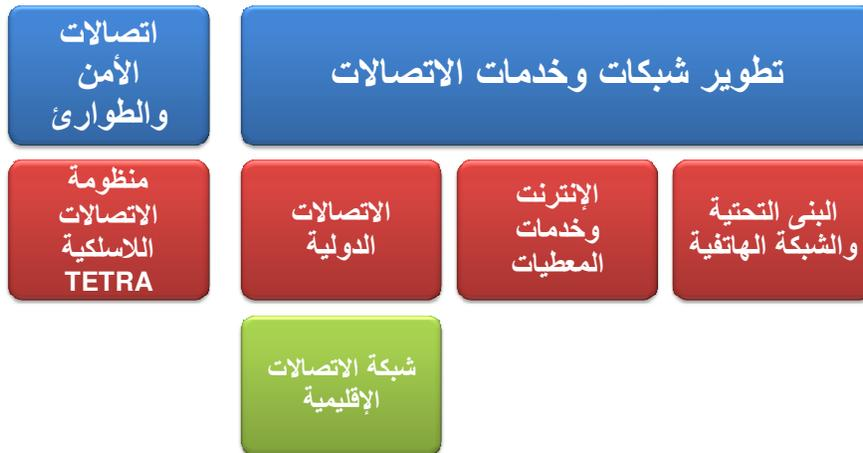 تطوير شبكات وخدمات الاتصالات
اتصالات
الأمن
والطوارئ
البنى التحتية
والشبكة الهاتفية
الإنترنت
وخدمات
المعطيات
الاتصالات
الدولية
منظومة
الاتصالات
اللاسلكية
TETRA
شبكة الاتصالات
الإقليمية